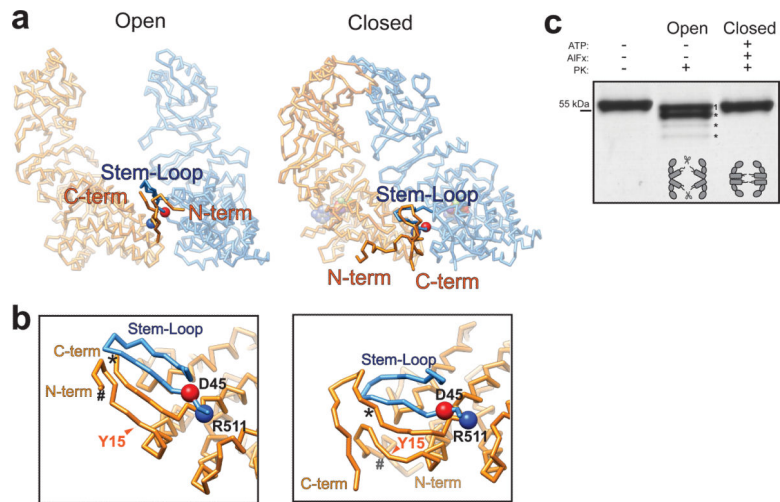 a
Open
Closed
Stem-Loop
C-term
N-term
Stem-Loop
N-term
C-term
b
Stem-Loop
C-term
*
N-term
#
D45
R511
Y15
Stem-Loop
D45
*
R511
Y15
#
N-term
C-term
c
Open
Closed
ATP: - - +
AlFx: - - +
PK: - + +
55 kDa
1
*
*
*